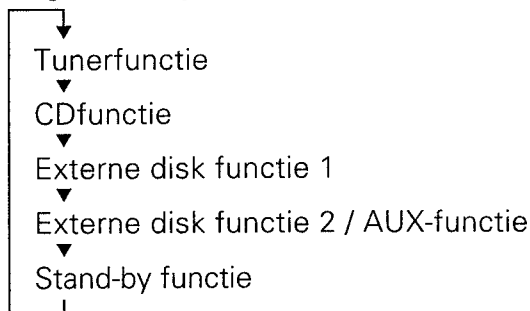 Tunerfunctie
CDfunctie
Externe disk functie 1
Externe disk functie 2 / AUX-functie
Stand-by functie